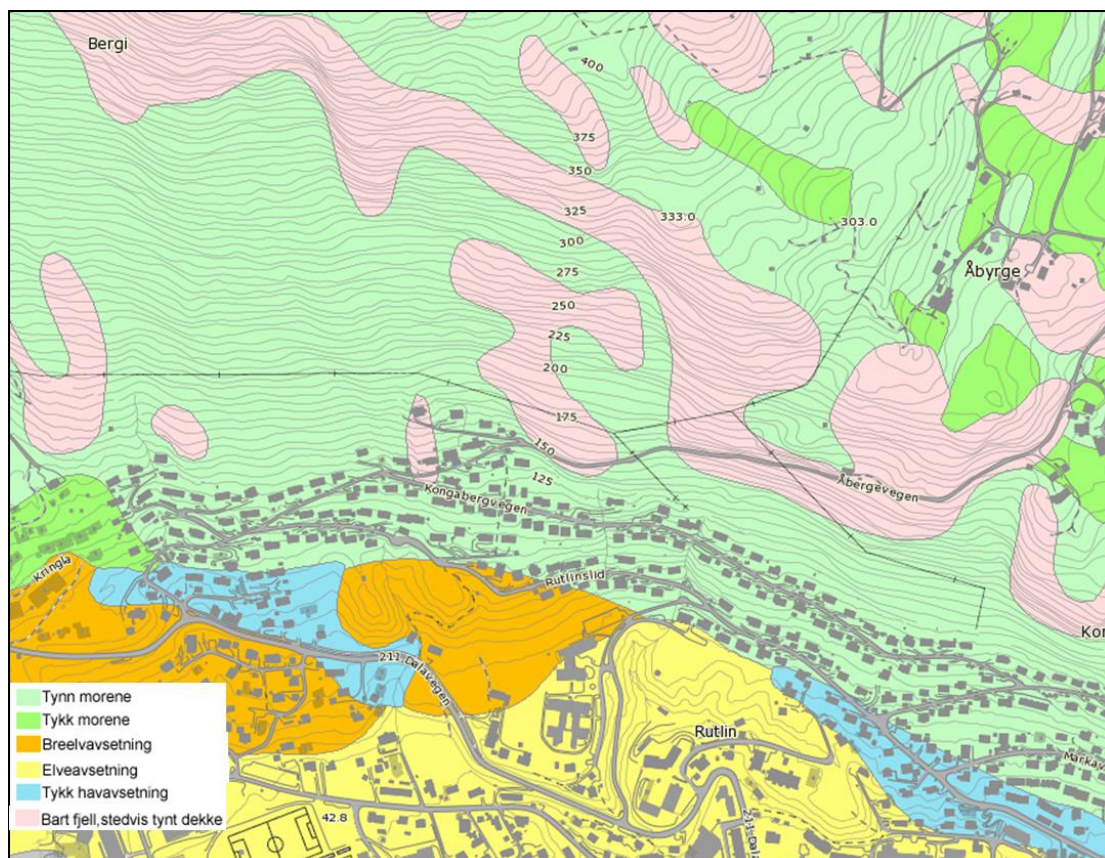 Bergi
400
375
350
325
333.0
303.0
300
Åbyrge
275
250
225
200
175
150
125
Åbergevegen
Kongabergvegen
Kringla
Rutlinslid
Kor
211 Dalavegen
Rutlin
Markav
211 Dal
42.8
Tynn morene
Tykk morene
Breelvavsetning
Elveavsetning
Tykk havavsetning
Bart fjell,stedvis tynt dekke